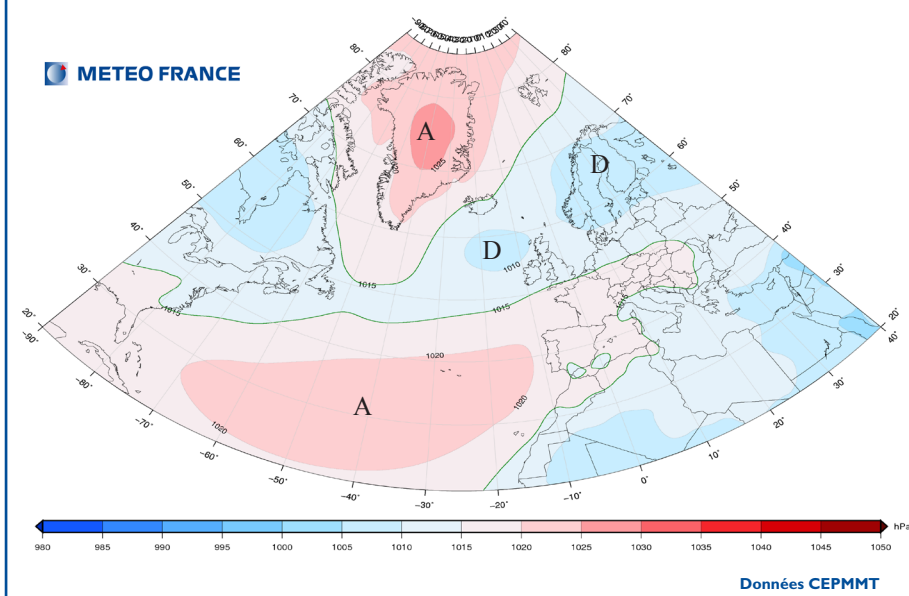 80° 80°
METEO FRANCE
70° 70°
A
60° 1025 60°
D
50° 50°
D
40° 1010 40°
30° 1015 30°
1015 1015 1015
20° 20°
−90° 1020 40°
−80° 1020 30°
A
−70° 1020 20°
−60° 10°
−50° 0°
−40° −10°
−30° −20°
hPa
980 985 990 995 1000 1005 1010 1015 1020 1025 1030 1035 1040 1045 1050
Données CEPMMT